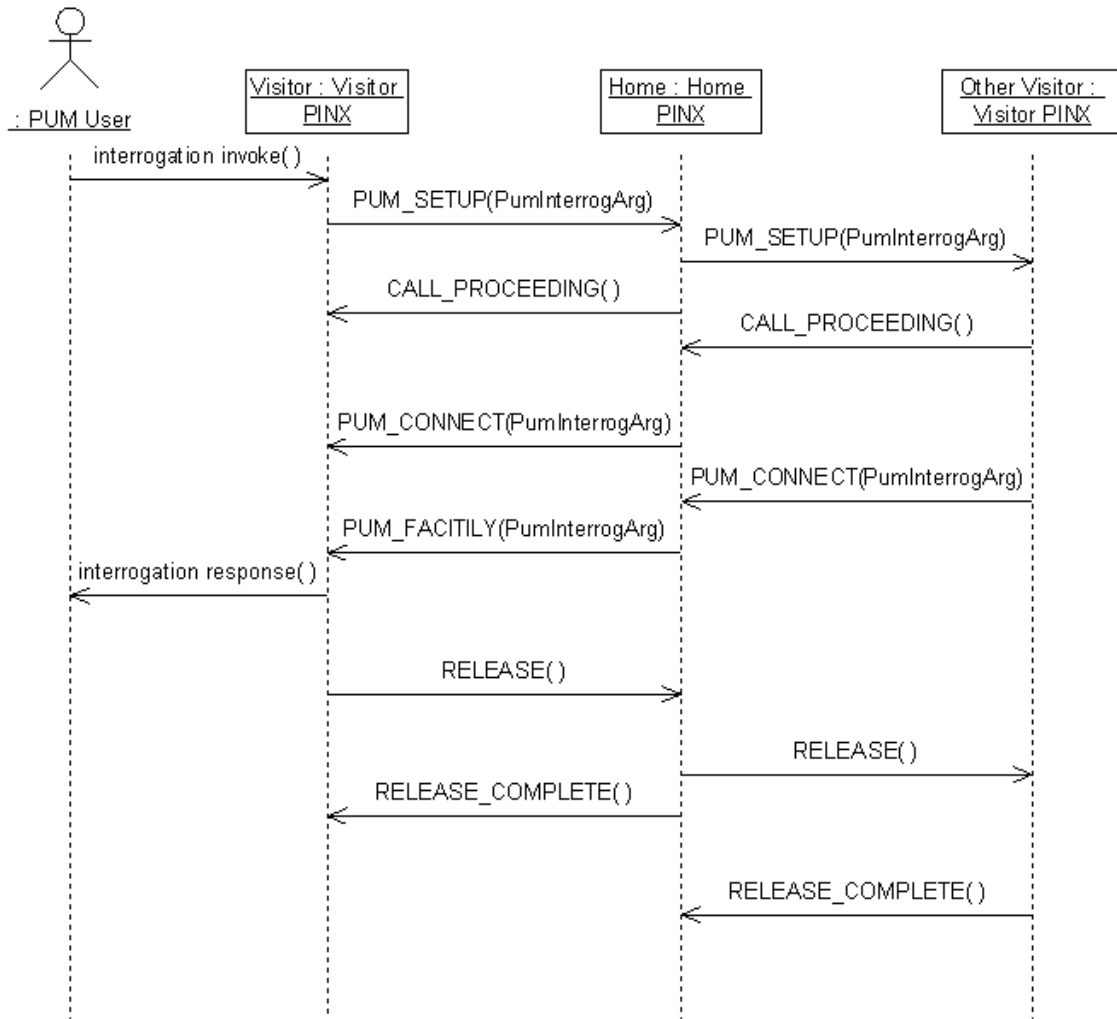 : PUM User
Visitor : Visitor
PINX
Home : Home
PINX
Other Visitor :
Visitor PINX
interrogation invoke( )
PUM_SETUP(PumInterrogArg)
PUM_SETUP(PumInterrogArg)
CALL_PROCEEDING( )
CALL_PROCEEDING( )
PUM_CONNECT(PumInterrogArg)
PUM_CONNECT(PumInterrogArg)
PUM_FACITILY(PumInterrogArg)
interrogation response( )
RELEASE( )
RELEASE( )
RELEASE_COMPLETE( )
RELEASE_COMPLETE( )